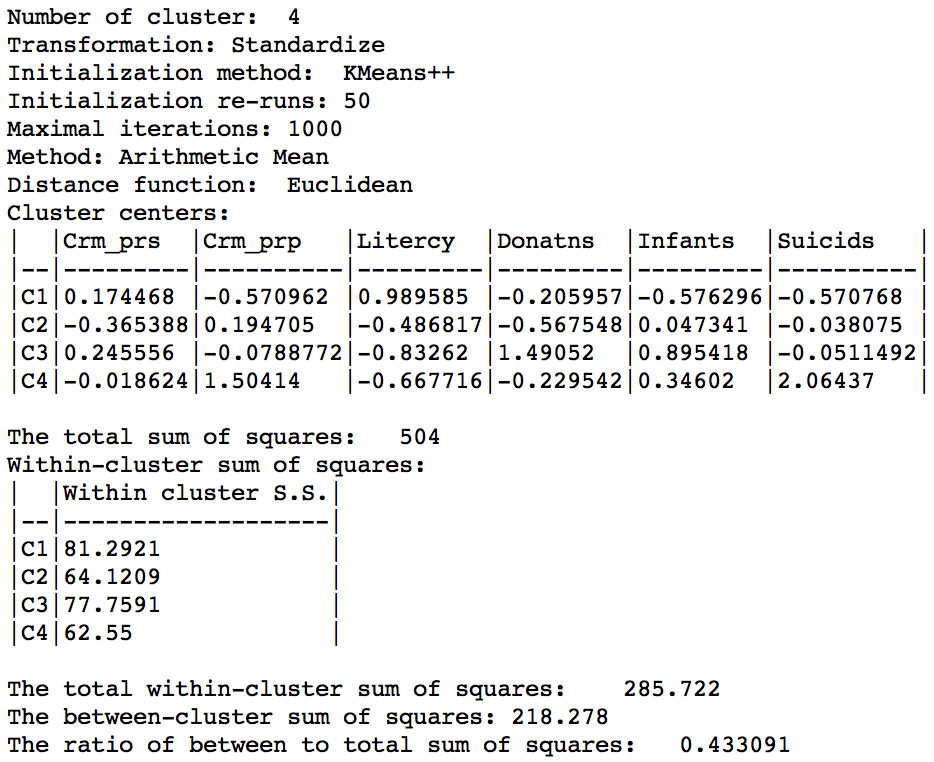 Number of cluster:  4
Transformation: Standardize
Initialization method:  KMeans++
Initialization re-runs: 50
Maximal iterations: 1000
Method: Arithmetic Mean
Distance function:  Euclidean
Cluster centers:
|  |Crm_prs  |Crm_prp   |Litercy  |Donatns  |Infants  |Suicids   |
|--|---------|----------|---------|---------|---------|----------|
|C1|0.174468 |-0.570962 |0.989585 |-0.205957|-0.576296|-0.570768 |
|C2|-0.365388|0.194705  |-0.486817|-0.567548|0.047341 |-0.038075 |
|C3|0.245556 |-0.0788772|-0.83262 |1.49052  |0.895418 |-0.0511492|
|C4|-0.018624|1.50414   |-0.667716|-0.229542|0.34602  |2.06437   |
The total sum of squares:   504
Within-cluster sum of squares:
|  |Within cluster S.S.|
|--|-------------------|
|C1|81.2921            |
|C2|64.1209            |
|C3|77.7591            |
|C4|62.55              |
The total within-cluster sum of squares:    285.722
The between-cluster sum of squares: 218.278
The ratio of between to total sum of squares:   0.433091